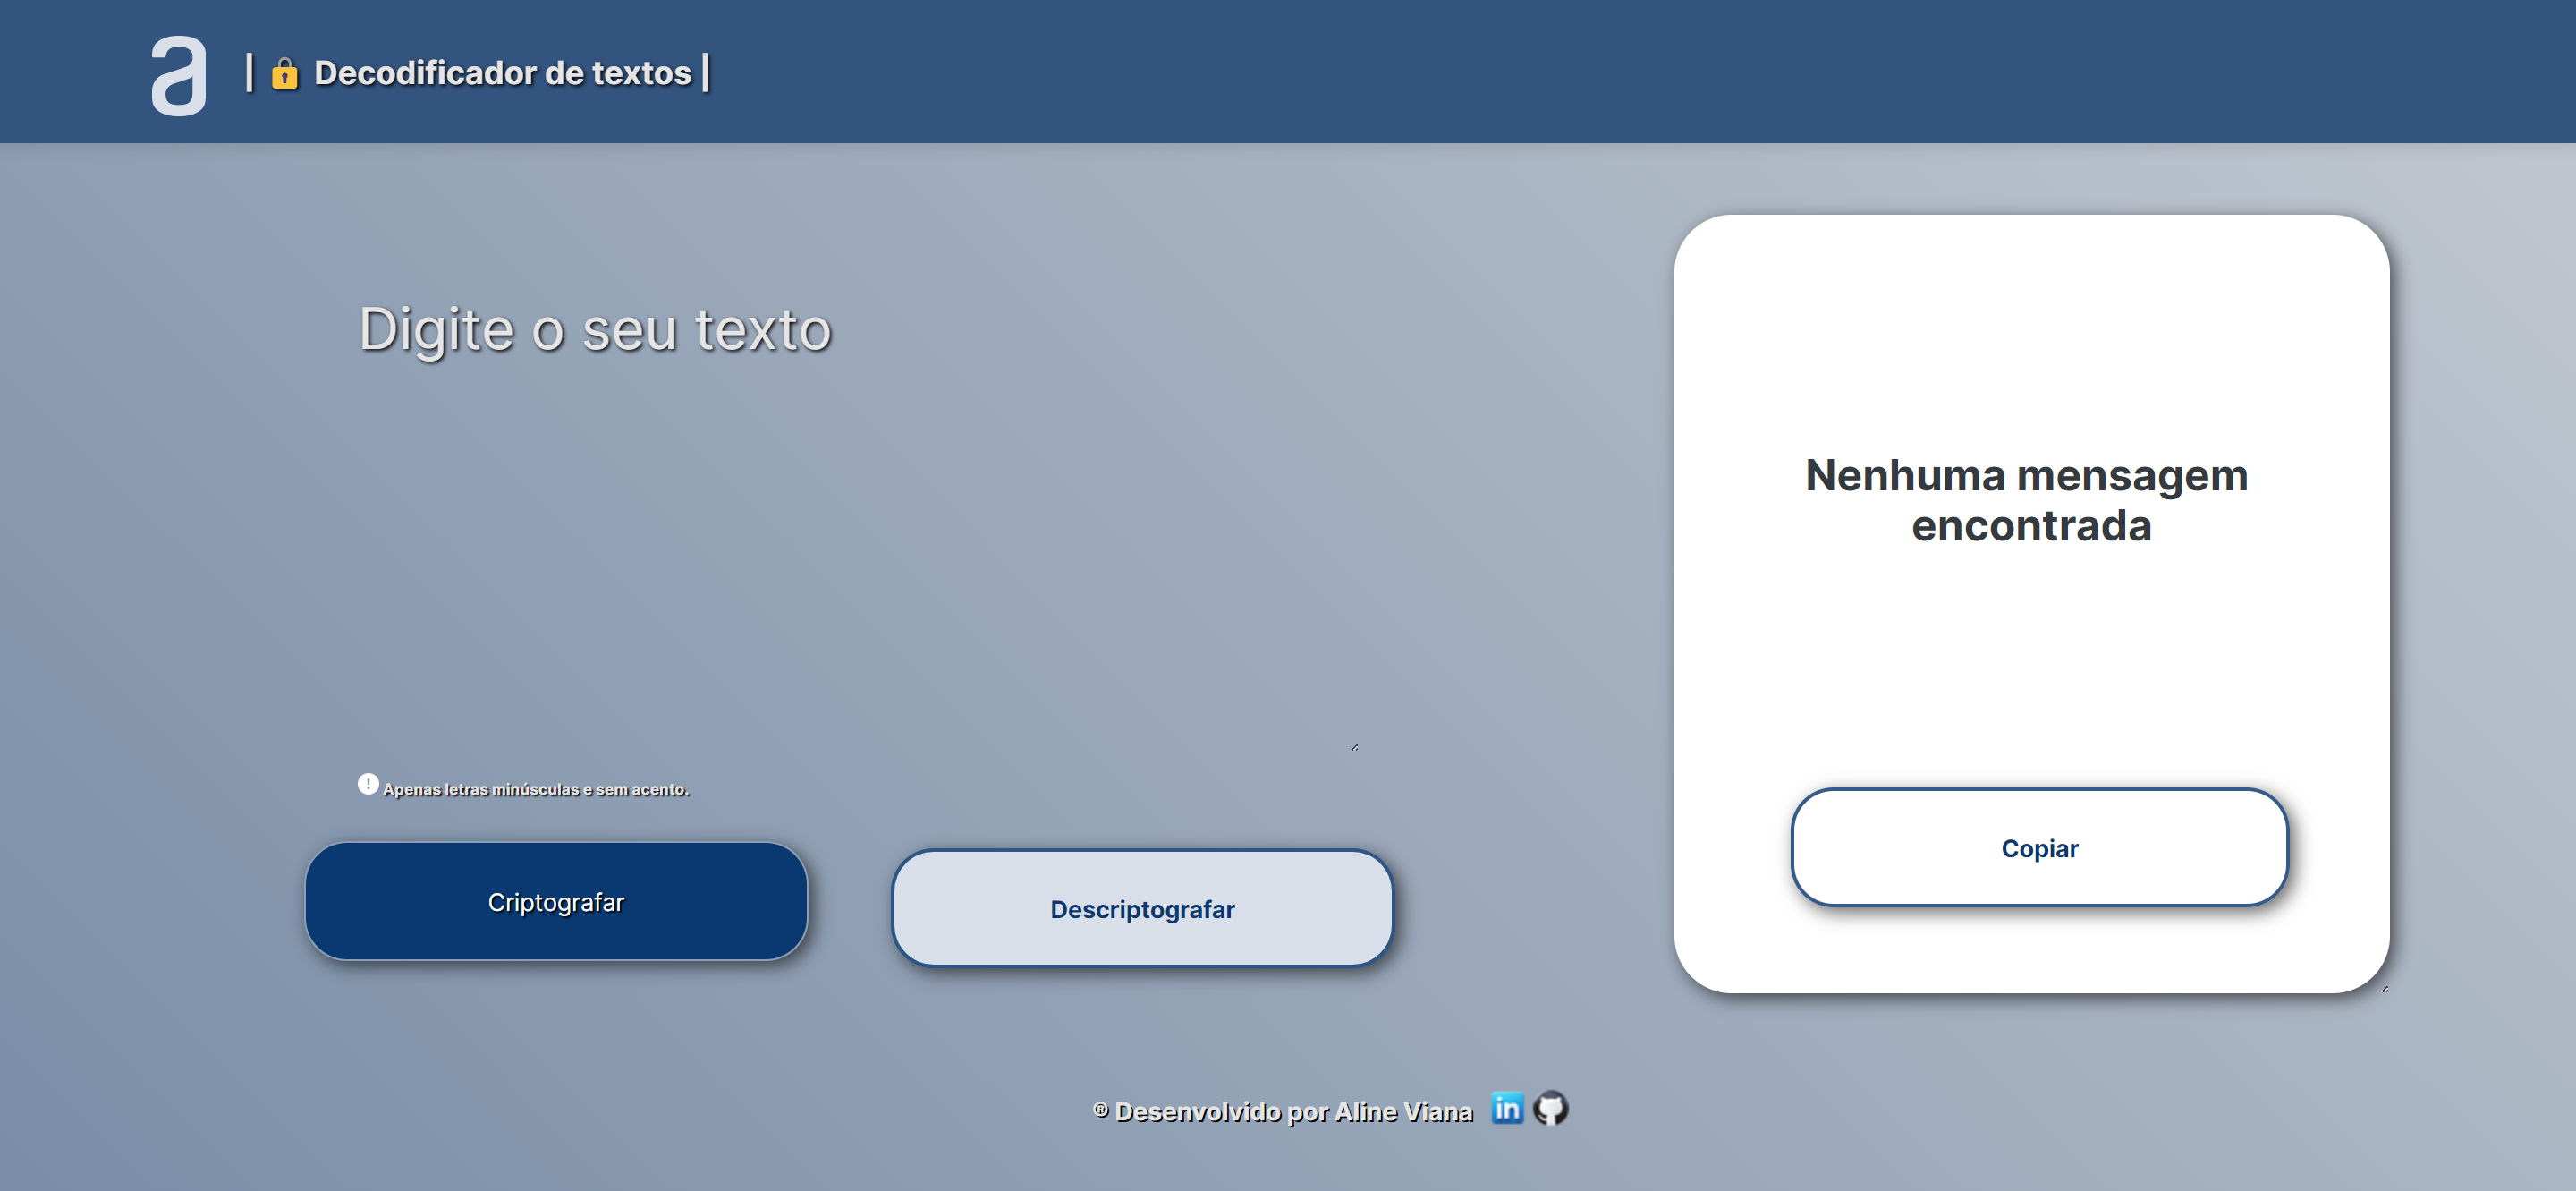 a
| 🔒 Decodificador de textos |
Digite o seu texto
Nenhuma mensagem
encontrada
! Apenas letras minúsculas e sem acento.
Copiar
Criptografar
Descriptografar
® Desenvolvido por Aline Viana in